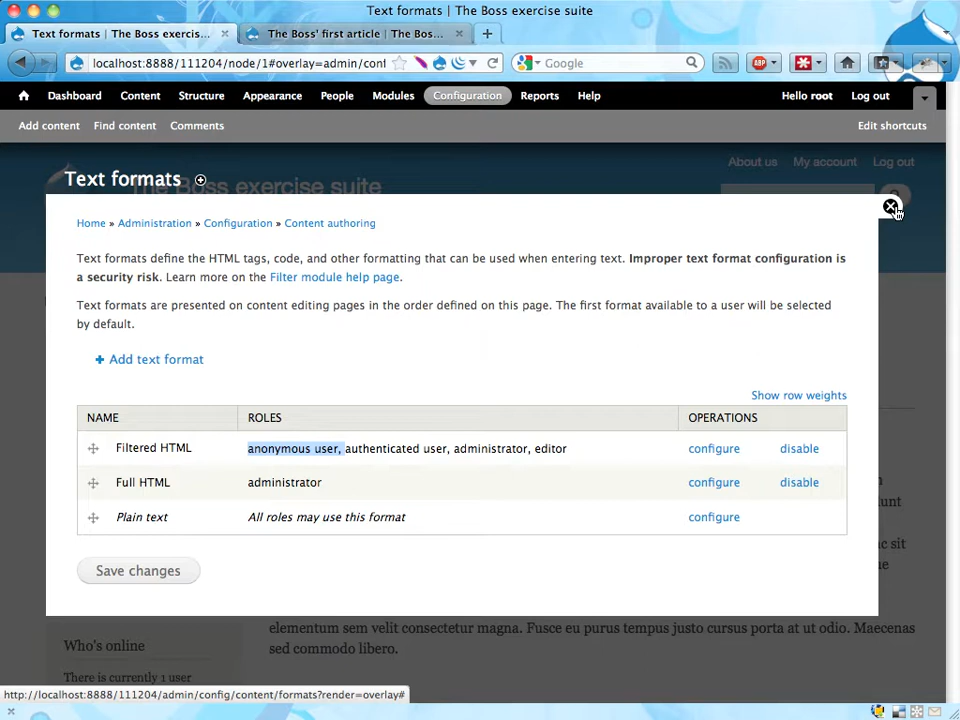 Text formats | The Boss exercise suite
Text formats | The Boss exercis...
The Boss' first article | The Bos...
localhost:8888/111204/node/1#overlay=admin/conf
Google
ABP
Dashboard Content Structure Appearance People Modules Configuration Reports Help
Hello root Log out
Add content Find content Comments
Edit shortcuts
About us My account Log out
The Boss exercise suite
Text formats
Home » Administration » Configuration » Content authoring
Text formats define the HTML tags, code, and other formatting that can be used when entering text. Improper text format configuration is
a security risk. Learn more on the Filter module help page.
Text formats are presented on content editing pages in the order defined on this page. The first format available to a user will be selected
by default.
+ Add text format
Show row weights
NAME ROLES OPERATIONS
Filtered HTML anonymous user, authenticated user, administrator, editor configure disable
Full HTML administrator configure disable
Plain text All roles may use this format configure
Save changes
elementum sem velit consectetur magna. Fusce eu purus tempus justo cursus porta at ut odio. Maecenas
sed commodo libero.
Who's online
There is currently 1 user
http://localhost:8888/111204/admin/config/content/formats?render=overlay#